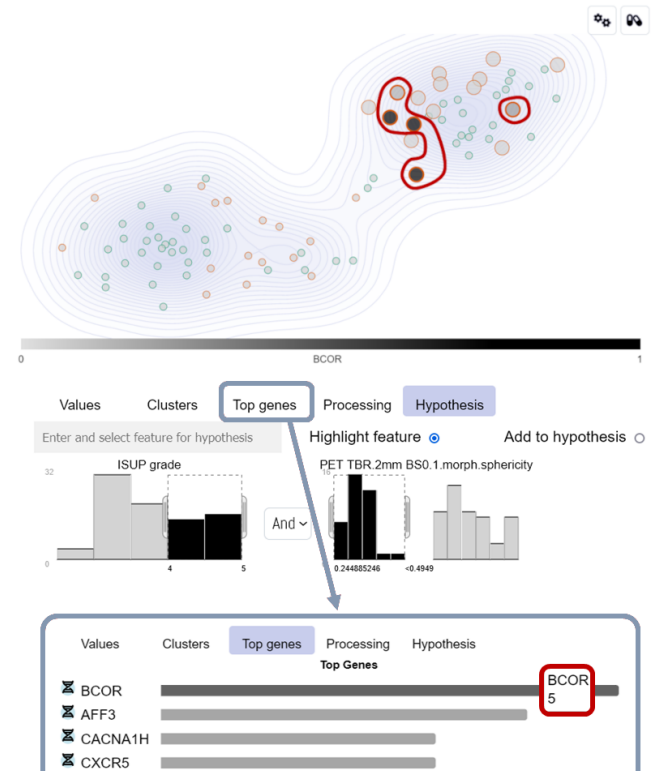 0 BCOR 1
Values Clusters Top genes Processing Hypothesis
Enter and select feature for hypothesis Highlight feature Add to hypothesis
ISUP grade PET TBR.2mm BS0.1.morph.sphericity
32 16
And
0
4 5 0.244885246 <0.4949
Values Clusters Top genes Processing Hypothesis
Top Genes
BCOR BCOR
5
AFF3
CACNA1H
CXCR5